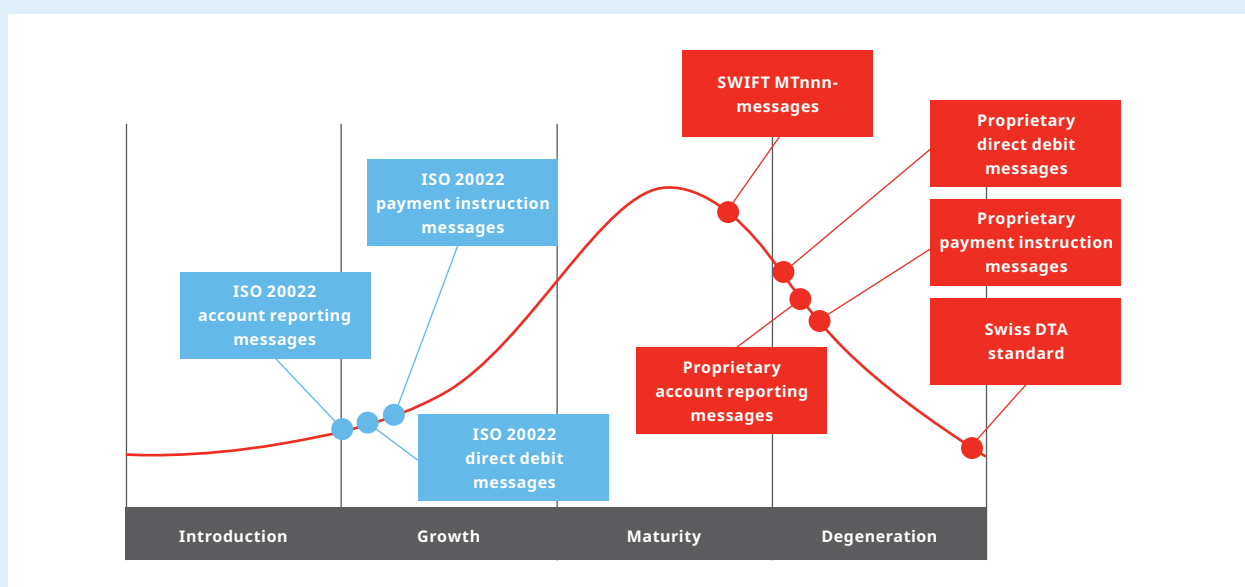 SWIFT MTnnn-
messages
Proprietary
direct debit
messages
ISO 20022
payment instruction
messages
Proprietary
payment instruction
messages
ISO 20022
account reporting
messages
Swiss DTA
standard
Proprietary
account reporting
messages
ISO 20022
direct debit
messages
Introduction
Growth
Maturity
Degeneration